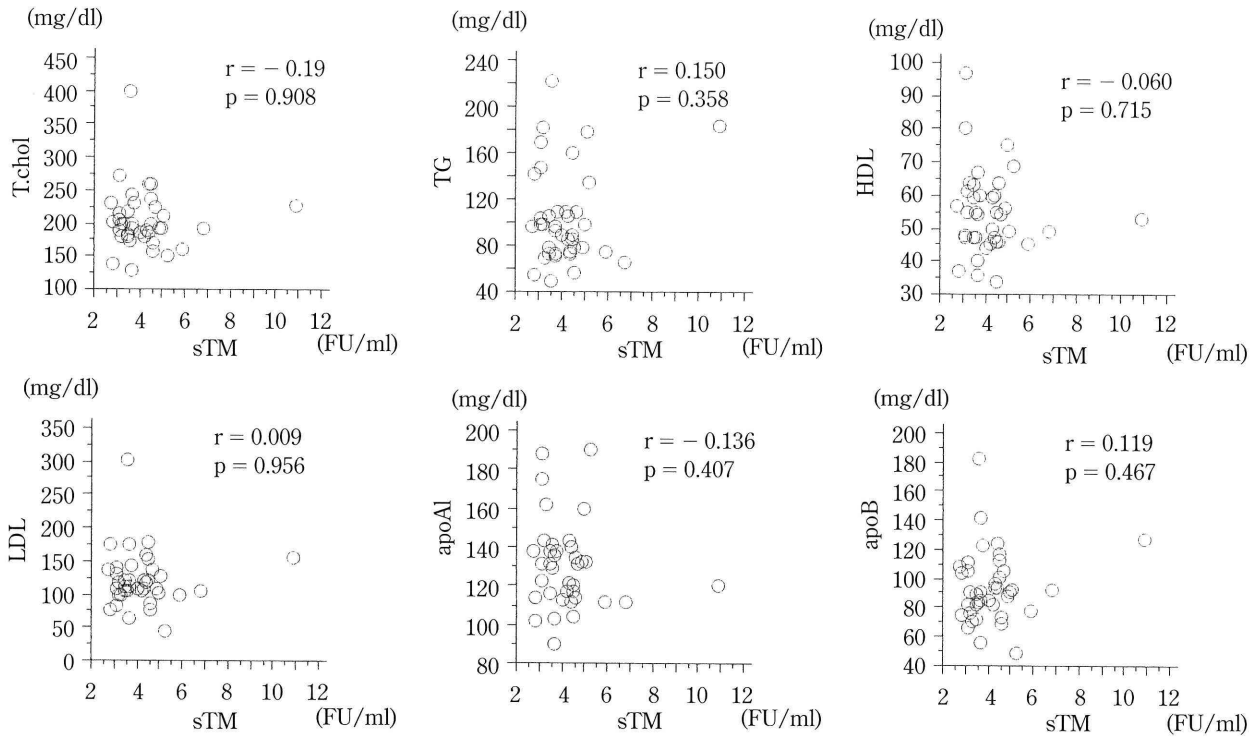 (mg/dl)
450
400
350
300
250
200
150
100
T.chol
r = − 0.19
p = 0.908
2 4 6 8 10 12
sTM
(FU/ml)
(mg/dl)
240
200
160
120
80
40
TG
r = 0.150
p = 0.358
2 4 6 8 10 12
sTM
(FU/ml)
(mg/dl)
100
90
80
70
60
50
40
30
HDL
r = − 0.060
p = 0.715
2 4 6 8 10 12
sTM
(FU/ml)
(mg/dl)
350
300
250
200
150
100
50
0
LDL
r = 0.009
p = 0.956
2 4 6 8 10 12
sTM
(FU/ml)
(mg/dl)
200
180
160
140
120
100
80
apoAl
r = − 0.136
p = 0.407
2 4 6 8 10 12
sTM
(FU/ml)
(mg/dl)
200
180
160
140
120
100
80
60
40
apoB
r = 0.119
p = 0.467
2 4 6 8 10 12
sTM
(FU/ml)